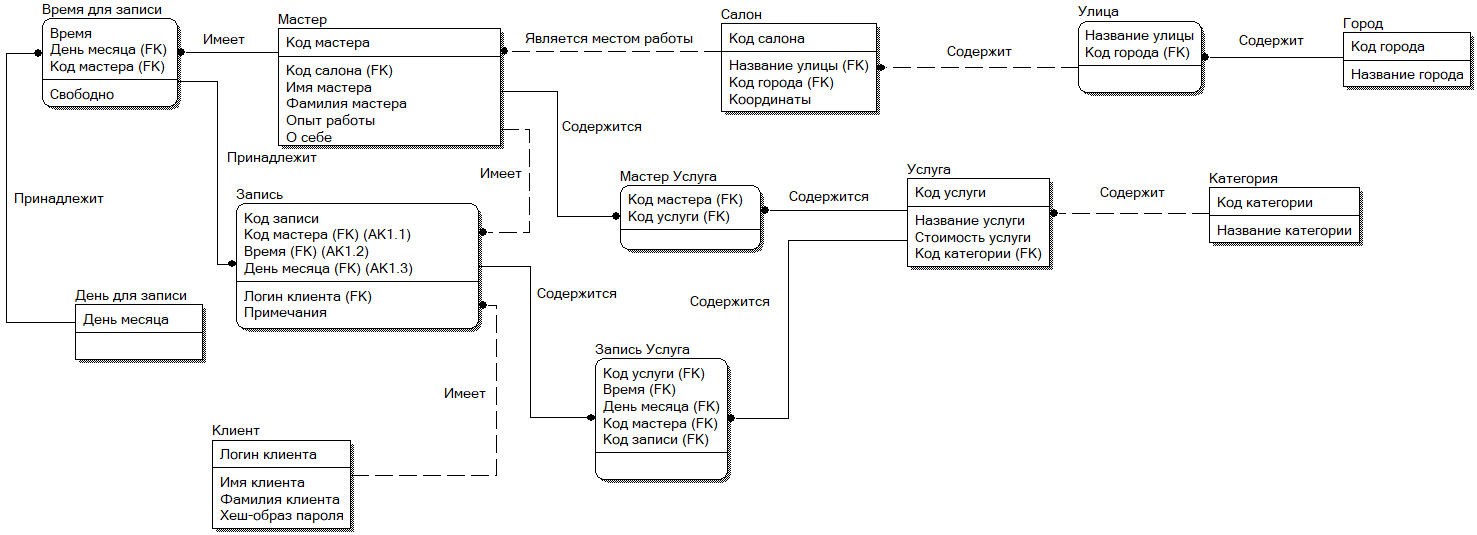 Время для записи
Время
День месяца (FK)
Код мастера (FK)
Свободно
Имеет
Мастер
Код мастера
Код салона (FK)
Имя мастера
Фамилия мастера
Опыт работы
О себе
Является местом работы
Салон
Код салона
Название улицы (FK)
Код города (FK)
Координаты
Содержит
Улица
Название улицы
Код города (FK)
Содержит
Город
Код города
Название города
Содержится
Принадлежит
Имеет
Принадлежит
Запись
Код записи
Код мастера (FK) (AK1.1)
Время (FK) (AK1.2)
День месяца (FK) (AK1.3)
Логин клиента (FK)
Примечания
Мастер Услуга
Код мастера (FK)
Код услуги (FK)
Содержится
Услуга
Код услуги
Название услуги
Стоимость услуги
Код категории (FK)
Содержит
Категория
Код категории
Название категории
День для записи
День месяца
Содержится
Содержится
Запись Услуга
Код услуги (FK)
Время (FK)
День месяца (FK)
Код мастера (FK)
Код записи (FK)
Имеет
Клиент
Логин клиента
Имя клиента
Фамилия клиента
Хеш-образ пароля